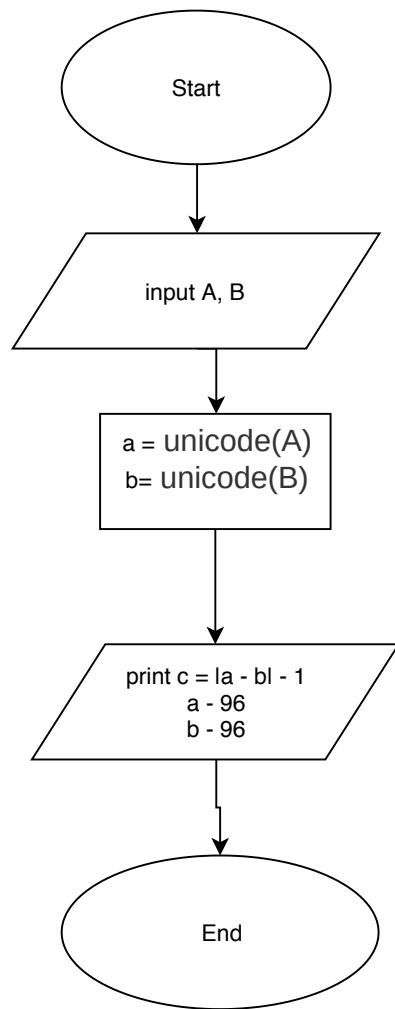 Start
input A, B
a = unicode(A)
b= unicode(B)
print c = |a - b| - 1
a - 96
b - 96
End